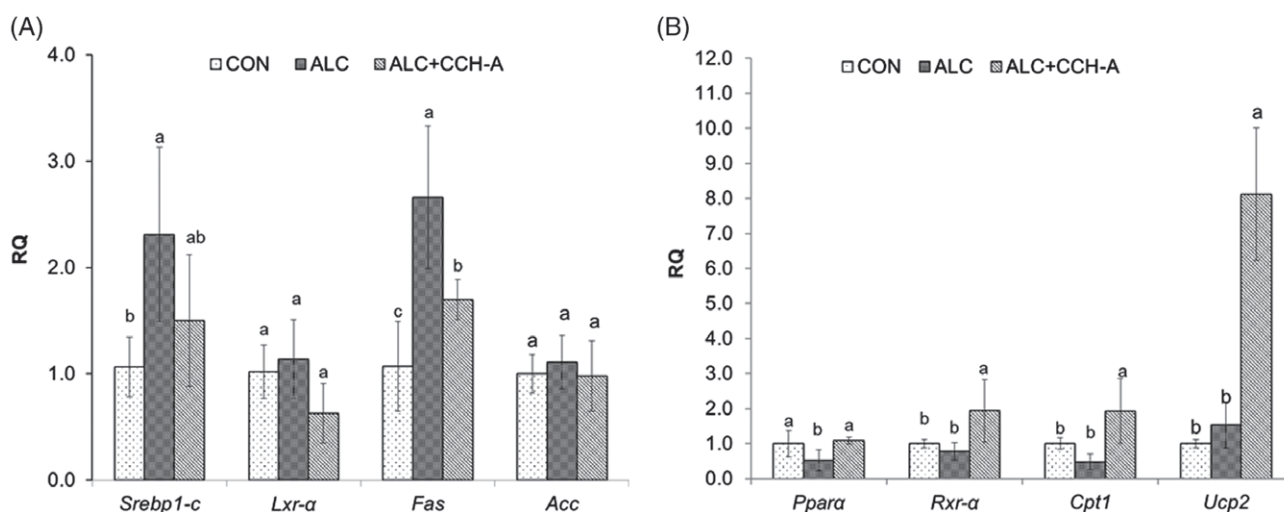 (A)
4.0
CON ALC ALC+CCH-A
3.0
2.0
1.0
0.0
RQ
b a ab
a a a
c a b
a a a
Srebp1-c Lxr-α Fas Acc
(B)
12.0
CON ALC ALC+CCH-A
11.0
10.0
9.0
8.0
7.0
6.0
5.0
4.0
3.0
2.0
1.0
0.0
RQ
a b a
b b a
b b a
b b a
Pparα Rxr-α Cpt1 Ucp2